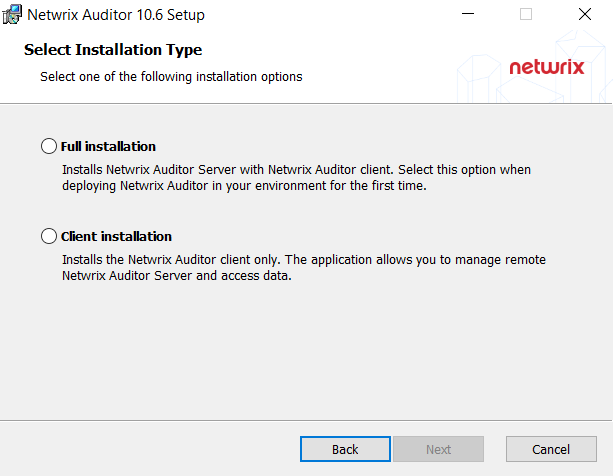 Netwrix Auditor 10.6 Setup
Select Installation Type
Select one of the following installation options
netwrix
Full installation
Installs Netwrix Auditor Server with Netwrix Auditor client. Select this option when
deploying Netwrix Auditor in your environment for the first time.
Client installation
Installs the Netwrix Auditor client only. The application allows you to manage remote
Netwrix Auditor Server and access data.
Back
Next
Cancel